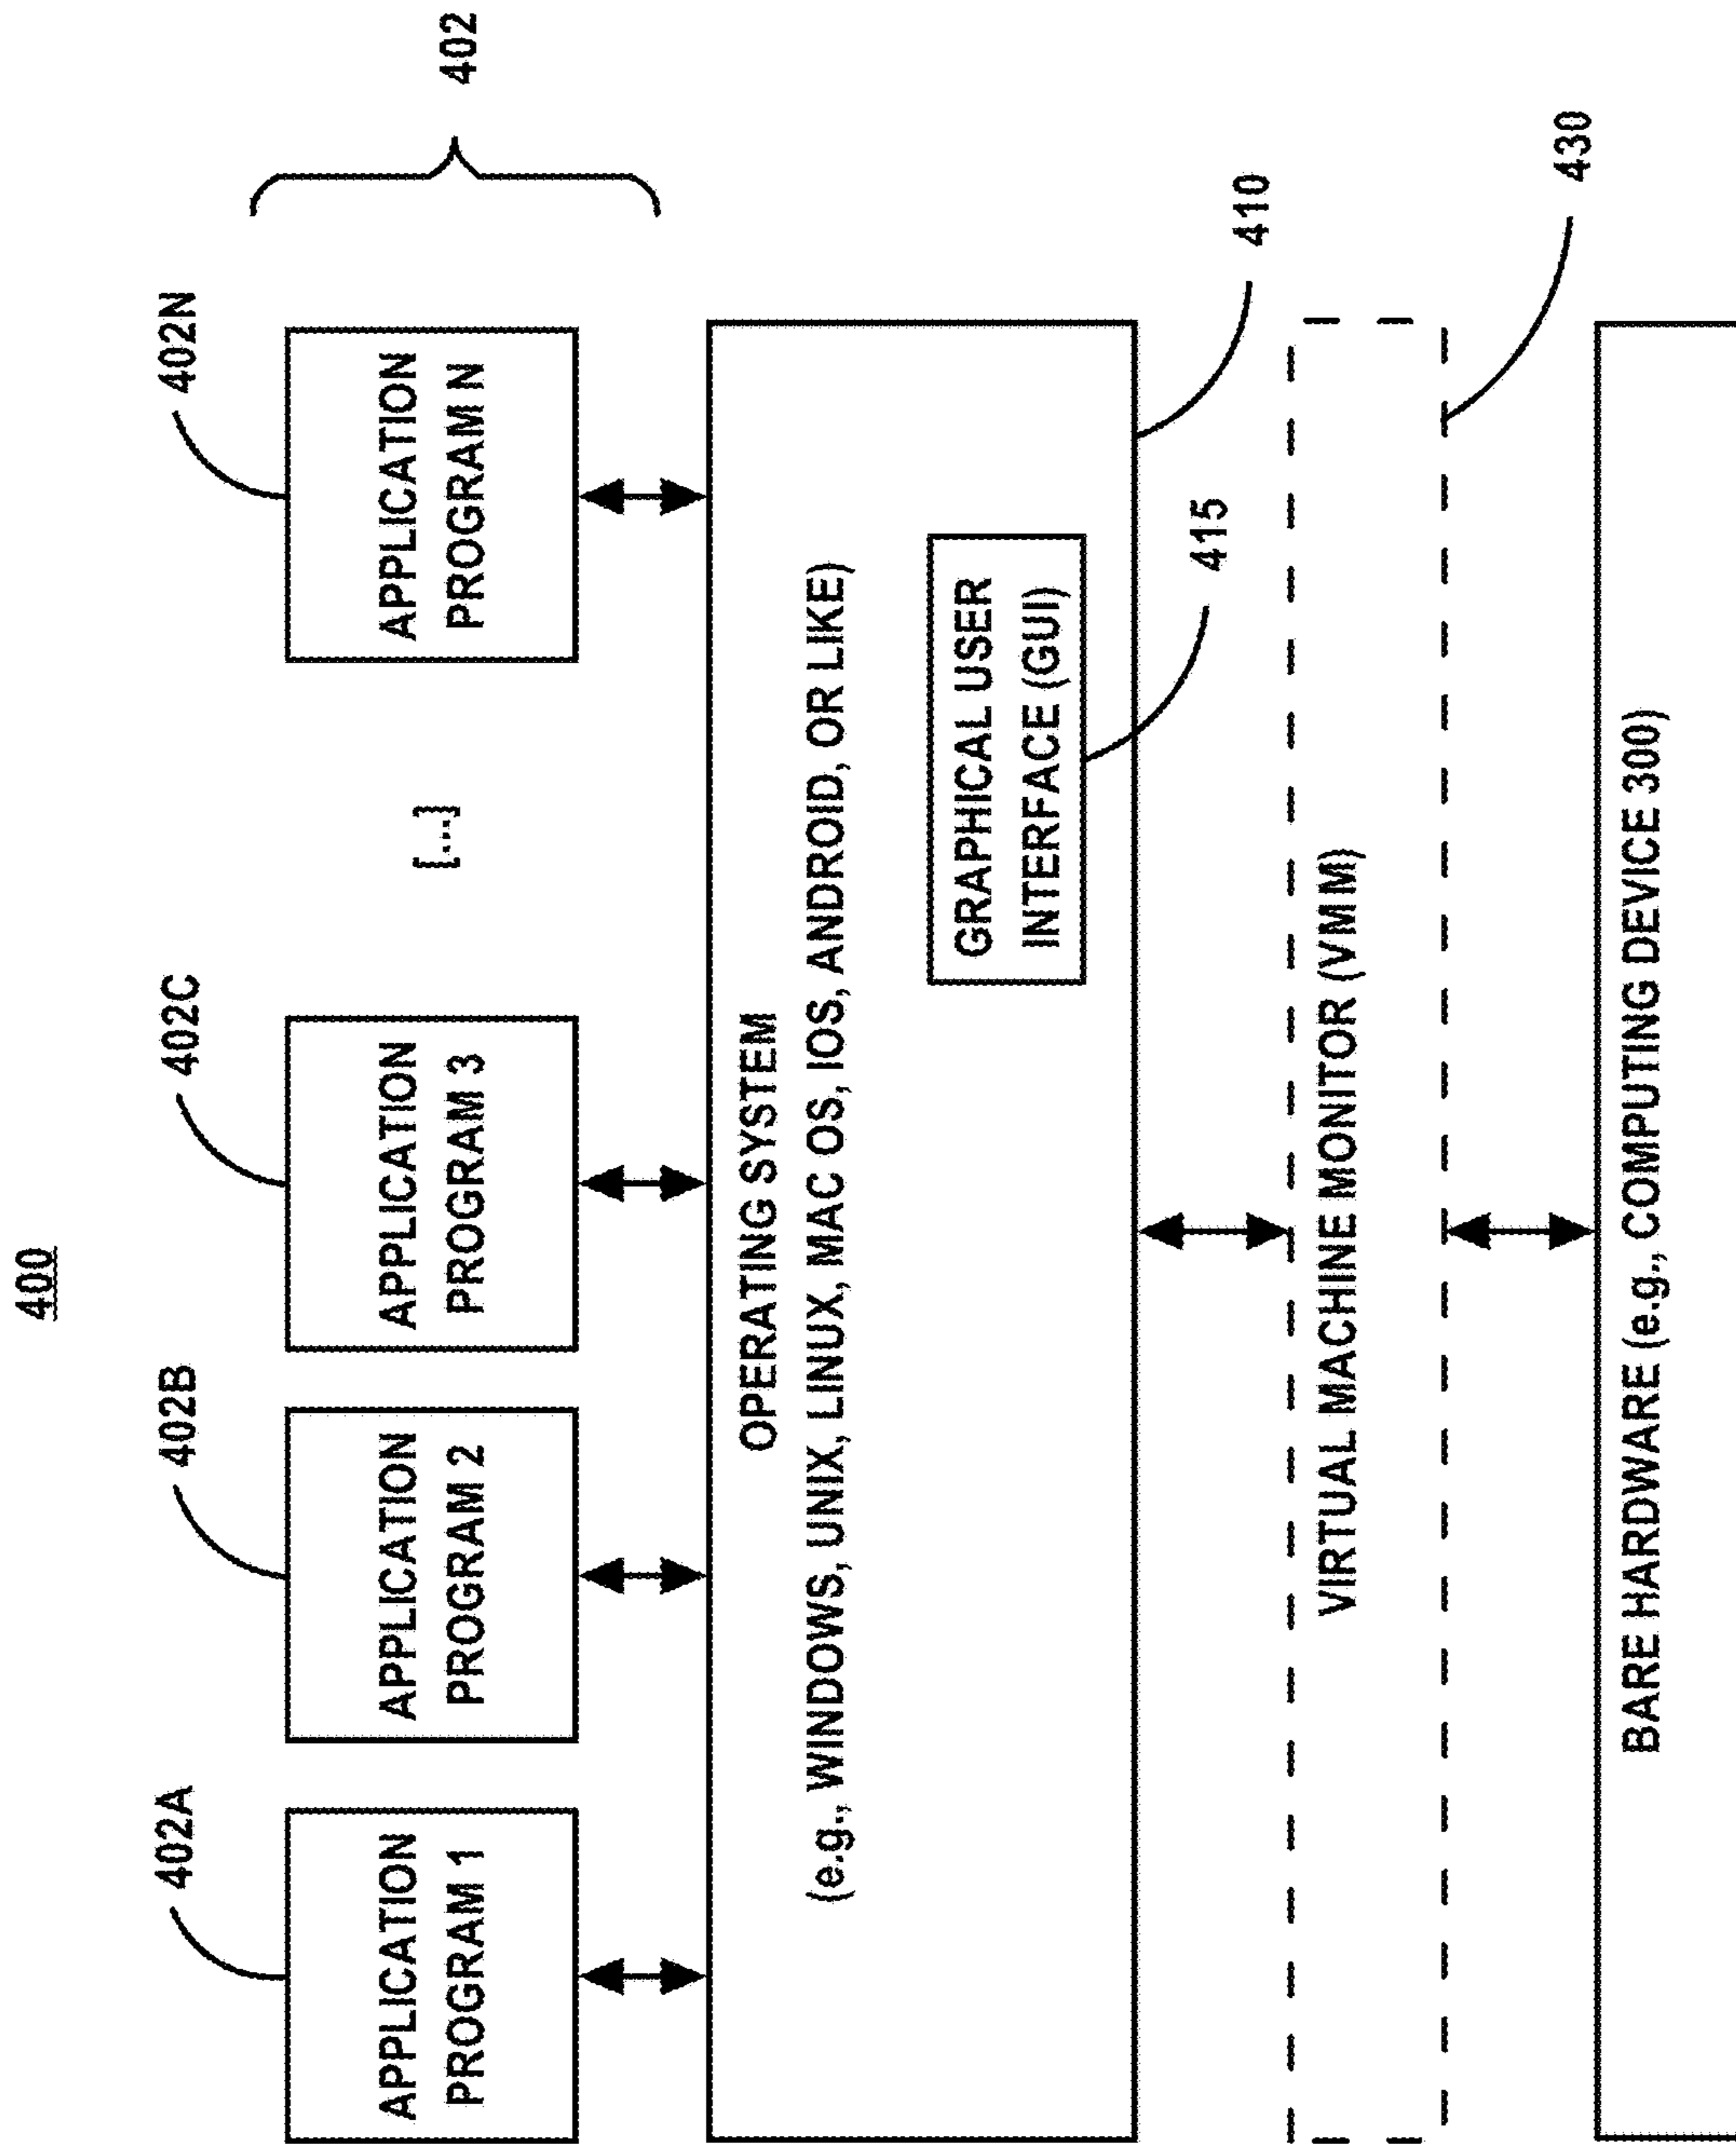 400
402A
402B
402C
402N
402
APPLICATION
PROGRAM 1
APPLICATION
PROGRAM 2
APPLICATION
PROGRAM 3
[...]
APPLICATION
PROGRAM N
OPERATING SYSTEM
(e.g., WINDOWS, UNIX, LINUX, MAC OS, IOS, ANDROID, OR LIKE)
GRAPHICAL USER
INTERFACE (GUI)
415
410
VIRTUAL MACHINE MONITOR (VMM)
430
BARE HARDWARE (e.g., COMPUTING DEVICE 300)